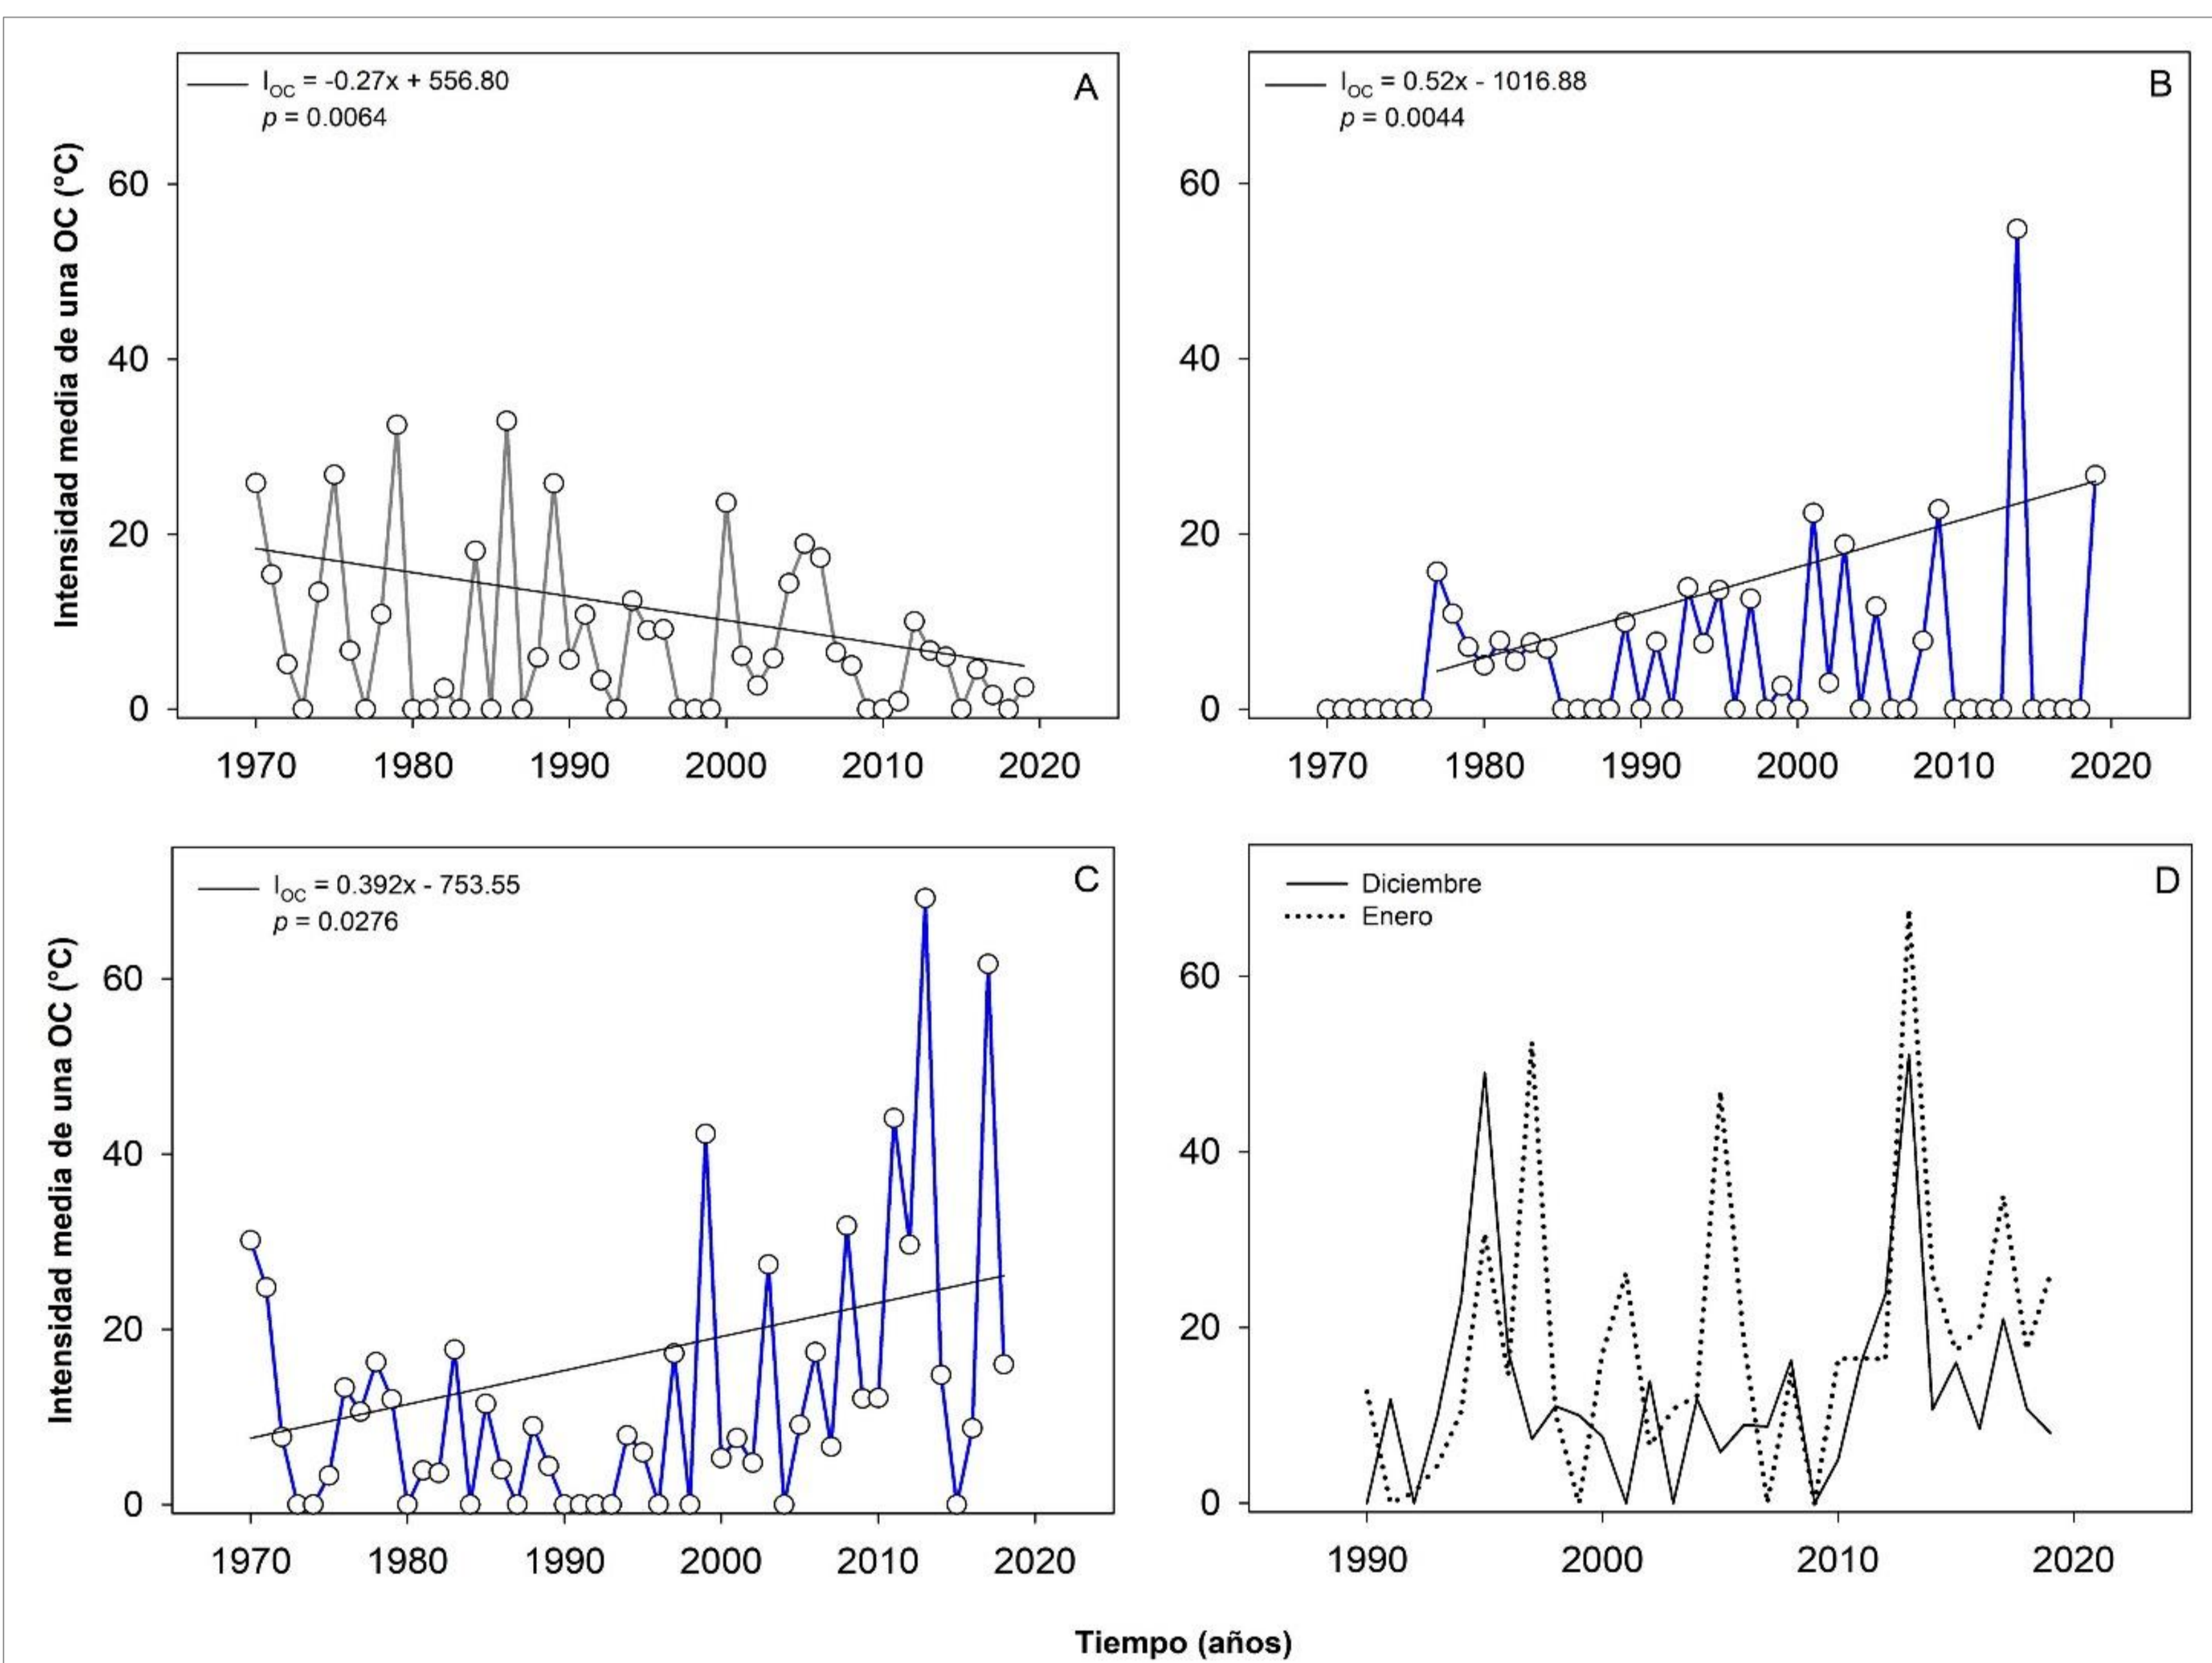 I_OC = -0.27x + 556.80
p = 0.0064
A
Intensidad media de una OC (°C)
60
40
20
0
1970 1980 1990 2000 2010 2020
I_OC = 0.52x - 1016.88
p = 0.0044
B
60
40
20
0
1970 1980 1990 2000 2010 2020
I_OC = 0.392x - 753.55
p = 0.0276
C
Intensidad media de una OC (°C)
60
40
20
0
1970 1980 1990 2000 2010 2020
Diciembre
Enero
D
60
40
20
0
1990 2000 2010 2020
Tiempo (años)